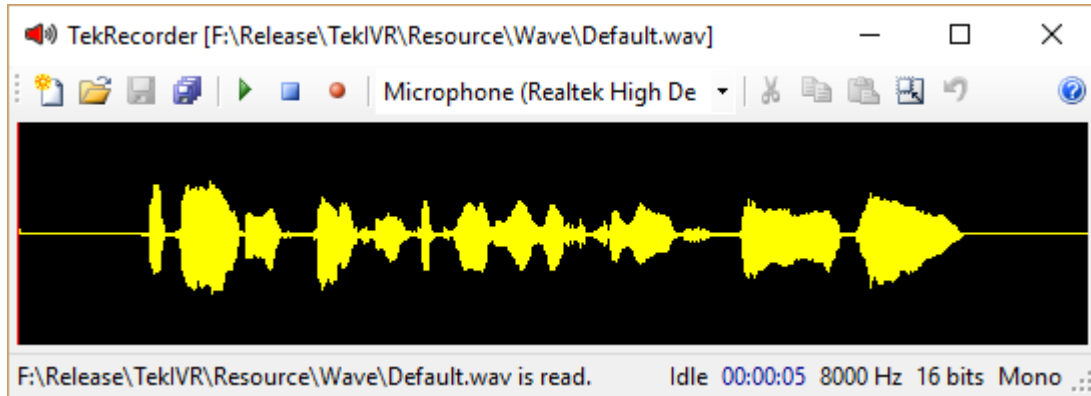 TekRecorder [F:\Release\TekIVR\Resource\Wave\Default.wav]
Microphone (Realtek High De
F:\Release\TekIVR\Resource\Wave\Default.wav is read. Idle 00:00:05 8000 Hz 16 bits Mono